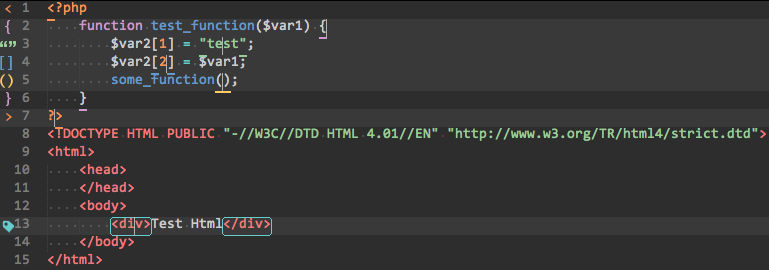 < 1 <?php
{ 2 function test_function($var1) {
“” 3 $var2[1] = "test";
[] 4 $var2[2] = $var1;
() 5 some_function();
} 6 }
> 7 ?>
8 <!DOCTYPE HTML PUBLIC "-//W3C//DTD HTML 4.01//EN" "http://www.w3.org/TR/html4/strict.dtd">
9 <html>
10 <head>
11 </head>
12 <body>
13 <div>Test Html</div>
14 </body>
15 </html>